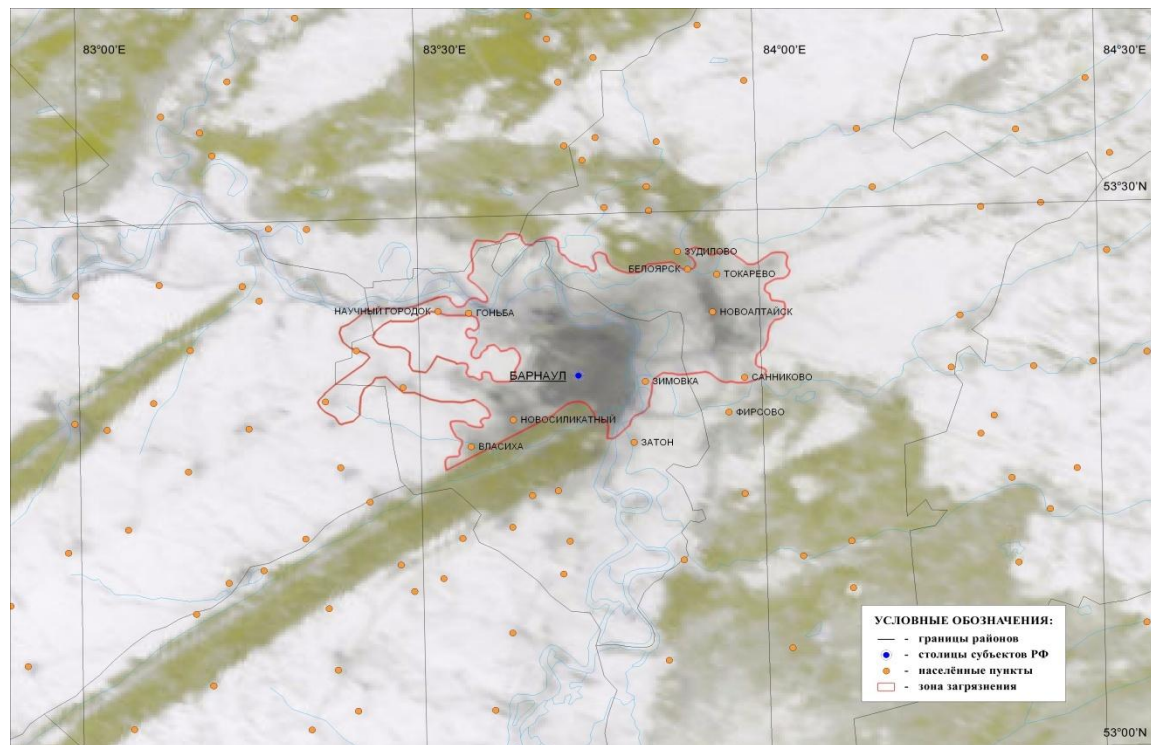 83°00'E
83°30'E
84°00'E
84°30'E
53°30'N
ЗУДИЛОВО
БЕЛОЯРСК
ТОКАРЕВО
НАУЧНЫЙ ГОРОДОК
ГОНЬБА
НОВОАЛТАЙСК
БАРНАУЛ
ЗИМОВКА
САННИКОВО
НОВОСИЛИКАТНЫЙ
ФИРСОВО
ВЛАСИХА
ЗАТОН
УСЛОВНЫЕ ОБОЗНАЧЕНИЯ:
- границы районов
- столицы субъектов РФ
- населённые пункты
- зона загрязнения
53°00'N